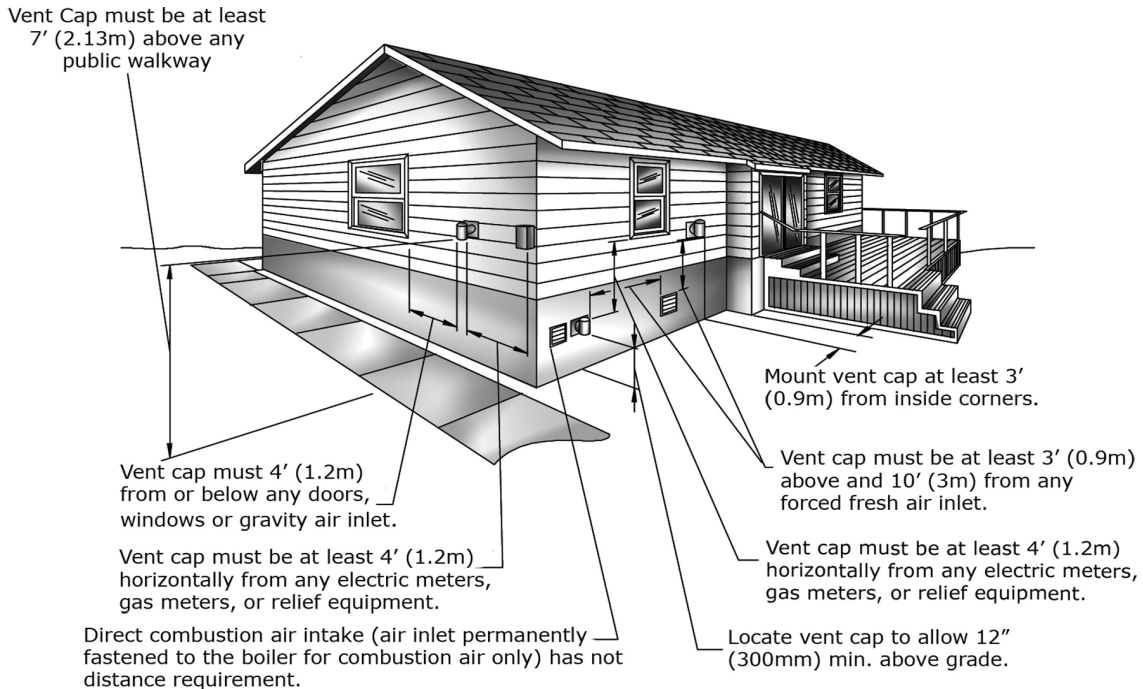 Vent Cap must be at least
7′ (2.13m) above any
public walkway
Mount vent cap at least 3′
(0.9m) from inside corners.
Vent cap must 4′ (1.2m)
from or below any doors,
windows or gravity air inlet.
Vent cap must be at least 3′ (0.9m)
above and 10′ (3m) from any
forced fresh air inlet.
Vent cap must be at least 4′ (1.2m)
horizontally from any electric meters,
gas meters, or relief equipment.
Vent cap must be at least 4′ (1.2m)
horizontally from any electric meters,
gas meters, or relief equipment.
Direct combustion air intake (air inlet permanently
fastened to the boiler for combustion air only) has not
distance requirement.
Locate vent cap to allow 12″
(300mm) min. above grade.